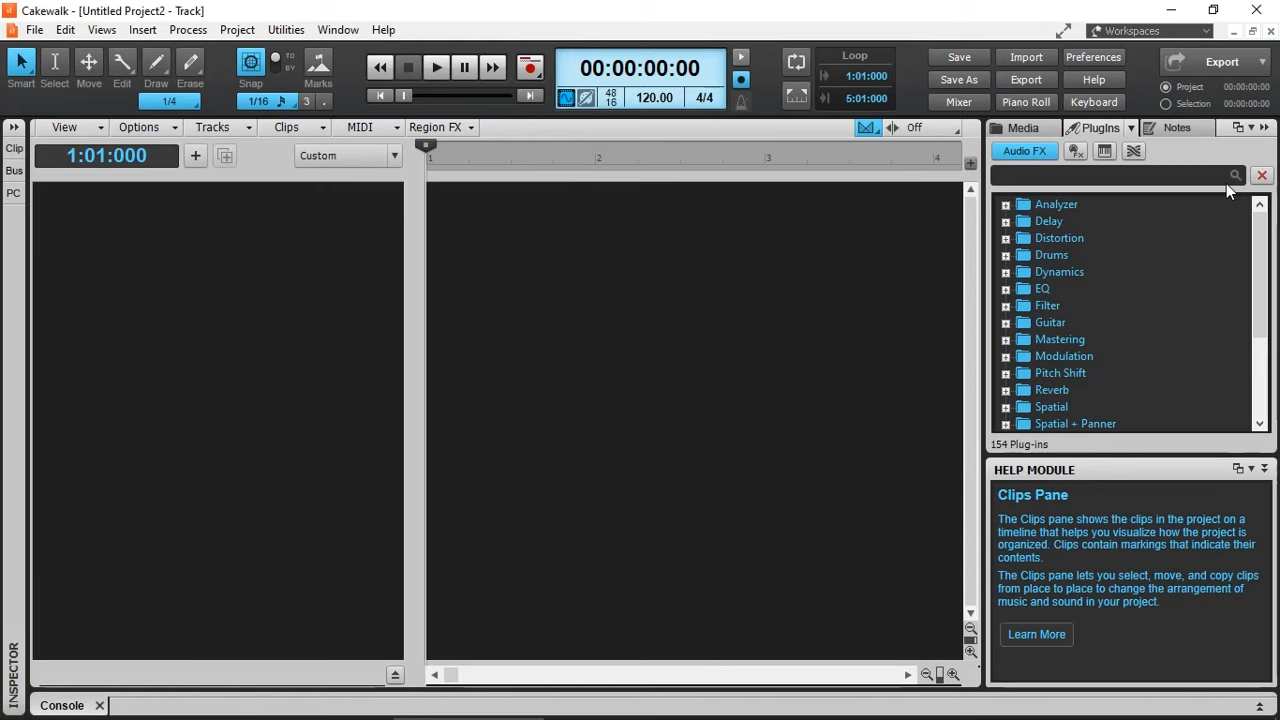 Cakewalk - [Untitled Project2 - Track]
File Edit Views Insert Process Project Utilities Window Help
Workspaces
Smart Select Move Edit Draw Erase
1/4
Snap TO BY Marks
1/16 3 .
00:00:00:00
48 16 120.00 4/4
Loop
1:01:000
5:01:000
Save Import Preferences
Save As Export Help
Mixer Piano Roll Keyboard
Export
Project 00:00:00:00
Selection 00:00:00:00
Clip
Bus
PC
View Options Tracks Clips MIDI Region FX
Off
1:01:000
Custom
1 2 3 4
Media PlugIns Notes
Audio FX
FX
Analyzer
Delay
Distortion
Drums
Dynamics
EQ
Filter
Guitar
Mastering
Modulation
Pitch Shift
Reverb
Spatial
Spatial + Panner
154 Plug-ins
HELP MODULE
Clips Pane
The Clips pane shows the clips in the project on a
timeline that helps you visualize how the project is
organized. Clips contain markings that indicate their
contents.
The Clips pane lets you select, move, and copy clips
from place to place to change the arrangement of
music and sound in your project.
Learn More
INSPECTOR
Console